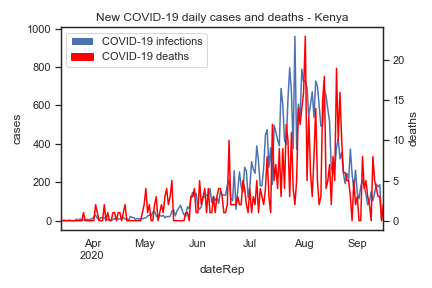 New COVID-19 daily cases and deaths - Kenya
COVID-19 infections
COVID-19 deaths
1000
800
600
400
200
0
cases
20
15
10
5
0
deaths
Apr
2020
May
Jun
Jul
Aug
Sep
dateRep